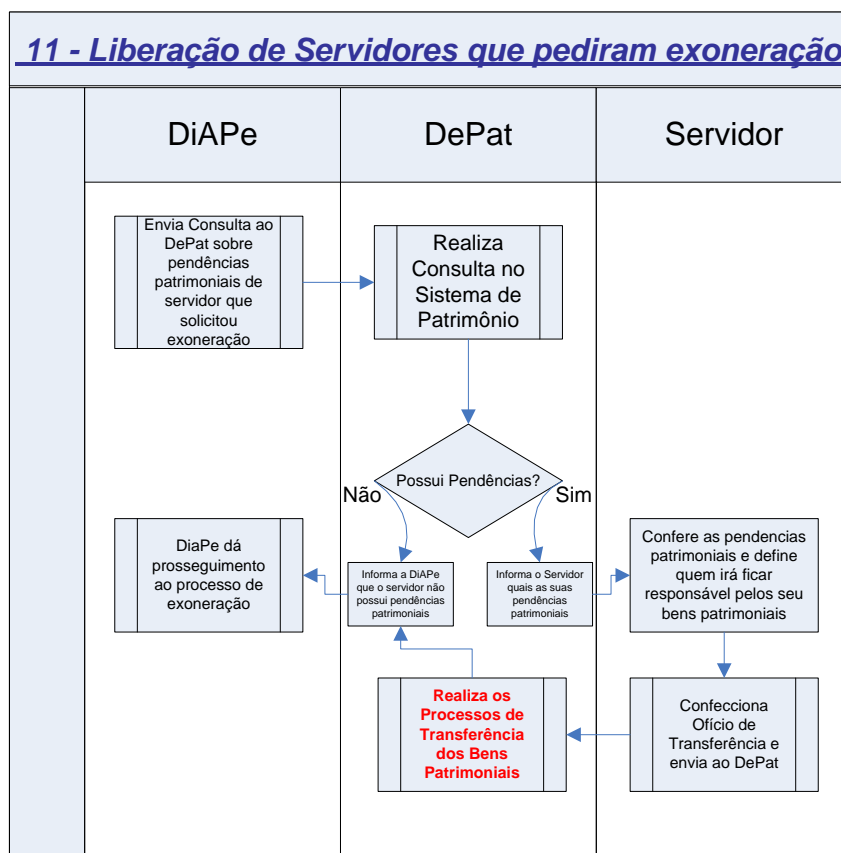 11 - Liberação de Servidores que pediram exoneração
DiAPe
DePat
Servidor
Envia Consulta ao
DePat sobre
pendências
patrimoniais de
servidor que
solicitou
exoneração
Realiza
Consulta no
Sistema de
Patrimônio
Possui Pendências?
Não
Sim
DiaPe dá
prosseguimento
ao processo de
exoneração
Informa a DiAPe
que o servidor não
possui pendências
patrimoniais
Informa o Servidor
quais as suas
pendências
patrimoniais
Confere as pendencias
patrimoniais e define
quem irá ficar
responsável pelos seu
bens patrimoniais
Realiza os
Processos de
Transferência
dos Bens
Patrimoniais
Confecciona
Ofício de
Transferência e
envia ao DePat